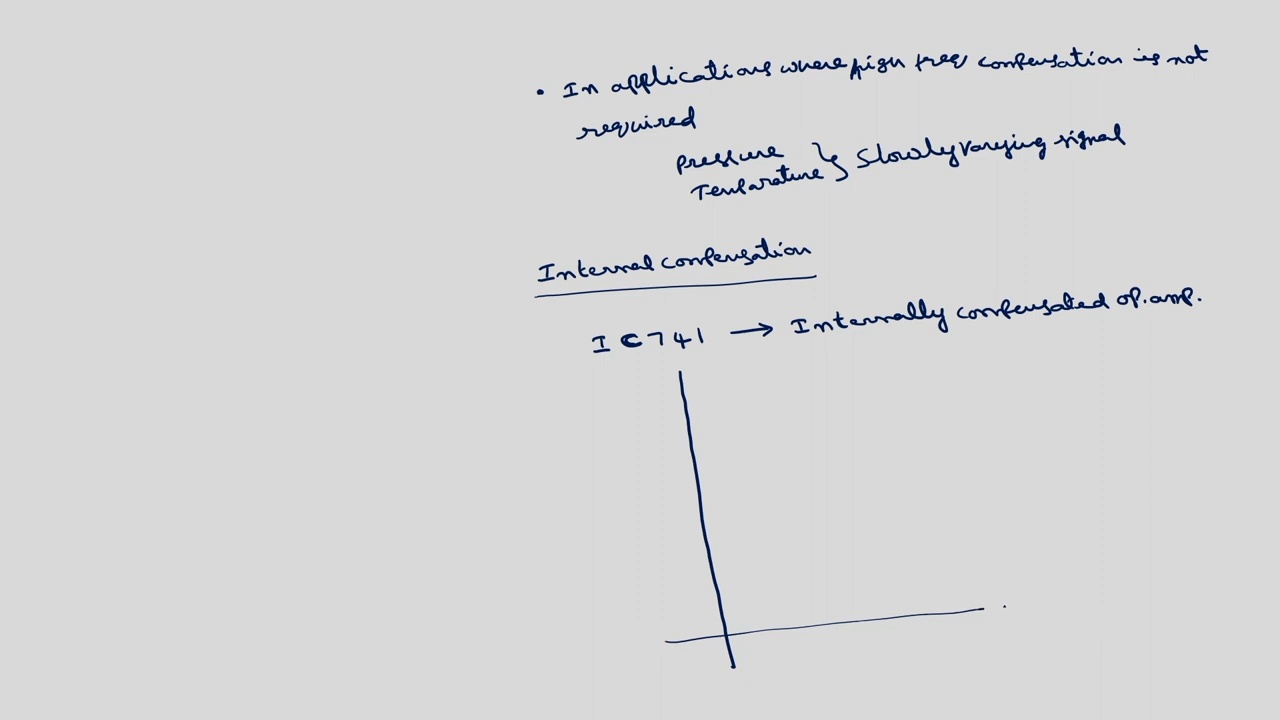 • In applications where high freq compensation is not
required
Pressure
Temparature } Slowly varying signal
Internal compensation
IC741 → Internally compensated op.amp.